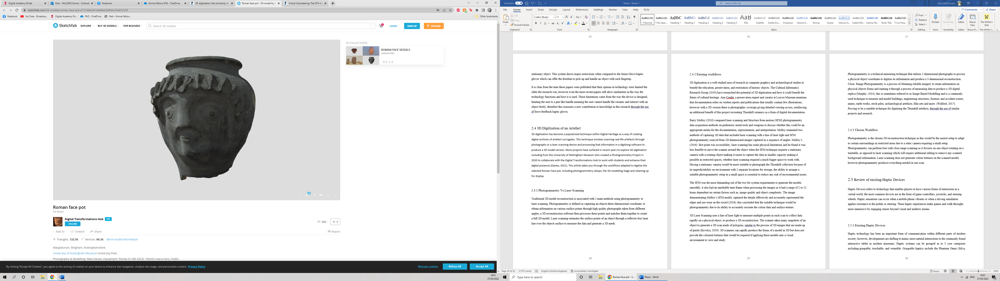 Digital Academy Portal
Mail - FALLOWS Emma - Outlook
Facebook
Emma Fallows PhD - OneDrive
3D digitisation: the University of
Roman face pot - 3D model by D
Virtual Volunteering: The DTH A
sketchfab.com/3d-models/roman-face-pot-e77c50ee3d1e4d8eb3b9bbc55ab57e78
Facebook
YouTube - Broadcas...
Digital Academy Po...
PhD - OneDrive
Mail – Emma Fallow...
Other bookmarks
Sketchfab
EXPLORE
BUY 3D MODELS
FOR BUSINESS
Search 3D models
LOGIN
SIGN UP
UPLOAD
IN COLLECTIONS
ROMAN FACE VESSELS
sadramistes
5 0
HD
Roman face pot
3D Model
Digital Transformations Hub PRO
FOLLOW
383
3
Add To
Embed
Share
Report
Triangles: 132.5k Vertices: 66.3k More model information
Margidunum, Bingham, Nottinghamshire.
University of Nottingham Museum University Park.
Photography & Modelling: Matt Davies, Equipment: Pentax K1-MII DSLR, 100mm macro lens, Foldio
By clicking "Accept All Cookies", you agree to the storing of cookies on your device to enhance site navigation, analyze site usage, and personalize content. Privacy Policy
Manage cookies
Refuse All
Accept All
14:01
27/05/2022
AutoSave On
Thesis - Saved
Search (Alt+Q)
FALLOWS Emma
File Home Insert Draw Design Layout References Mailings Review View Help RCM
Comments
Share
Paste
Cut
Copy
Format Painter
Clipboard
Calibri (Body) 11
Font
Paragraph
¶ Normal
¶ No Spac...
Heading 1
Heading 2
Heading 3
Heading 4
Heading 5
Title
Subtitle
Subtle Em...
Emphasis
Intense E...
Strong
Quote
Intense Q...
Subtle Ref...
Intense Re...
Book Title
¶ List Para...
Styles
Find
Replace
Select
Editing
Dictate
Voice
Sensitivity
Sensitivity
Editor
Editor
Reuse Files
Reuse Fi...
The Writer's Diet
The Writer's...
25
26
27
stationary object. This system shows major restrictions when compared to the Sense Glove haptic
gloves which can offer the freedom to pick up and handle an object with each fingertip.
It is clear from the time these papers were published that their options in technology were limited the
older the research was, however even the more recent papers still show similarities in the way the
technology functions and how it is used. These limitations come from the way the device is designed,
limiting the user to a pen like handle meaning the user cannot handle the ceramic and interact with an
object freely, therefore this reassures a new contribution to knowledge in this research through the use
of force-feedback haptic gloves.
2.4 3D Digitisation of an Artefact
3D digitisation has become a popularised technique within Digital Heritage as a way of creating
digital archives of artefact surrogates. This technique involves scanning real-life artefacts through
photographs or a laser scanning device and processing that information in a digitising software to
produce a 3D model version. More projects have surfaced in recent years to explore 3D digitisation
including from the University of Nottingham Museum who created a Photogrammetry Project in
2020 to collaborate with the Digital Transformations Hub to work with students and enhance their
digital presence (Davies, 2021). This article takes you through the workflows adapted to digitise the
selected Roman Face pot, including photogrammetry setups, the 3D modelling stage and cleaning up
for display.
2.4.1 Photogrammetry Vs Laser Scanning
Traditional 3D model reconstruction is associated with 2 main methods using photogrammetry or
laser scanning. Photogrammetry is defined as capturing an objects three-dimensional coordinate, to
obtain information on various surface points through high quality photographs taken from different
angles, a 3D reconstruction software then processes these points and matches them together to create
a full 3D model. Laser scanning estimates the surface points of an object through a reflector-less laser
line over the objects surface to measure the data and generate a 3D mesh.
28
2.4.2 Existing workflows
3D digitisation is a well-studied area of research in computer graphics and archaeological studies to
benefit the education, preservation, and restoration of historic objects. The Cultural Informatics
Research Group (2010) have researched the potential of 3D digitisation and how it could benefit the
future of cultural heritage. Ann Coulié, a preservation expert and curator at Louvre Museum mentions
that documentation relies on written reports and publications that usually contain few illustrations,
however with a 3D version there is photographic coverage giving detailed viewing access, reinforcing
an additional benefit of this project recreating Thornhill ceramics as a form of digital documentation.
Barry Molloy (2016) compared laser scanning and Structure from motion (SFM) photogrammetry
data acquisition methods on prehistoric metal tools and weapons to discuss whether this could be an
appropriate media for the documentation, representation, and interpretation. Molloy examined two
methods of capturing 3D data that included laser scanning with a line of laser light and SFM
photogrammetry sourced from 2D dimensional images captured in a sequence of angles. Molloy's
(2016) first point was accessibility, laser scanning has some physical limitations and he found it was
less feasible to move the scanner around the object when the SFM technique requires a stationary
camera with a rotating object making it easier to capture the data in smaller capacity making it
possible in restricted spaces, whether laser scanning required a much bigger space to work with.
Having a stationary camera would be more suitable to photograph the Thornhill collection because of
its unpredictability on environment with 2 separate locations for storage, the ability to arrange a
suitable photogrammetry setup in a small space is essential to reduce any risk of environmental issues.
The SFM was the most demanding out of the two for system requirements to generate the models
smoothly, it also had an unreliable time frame when processing the images as it had a range of 2 to 12
hours dependent on certain factors such as, image quality and object complexity. The image
demonstrating Molloy's SFM model, captured the details effectively and accurately represented the
edges and use-wear on the sword (2016), this concluded that the suitable technique would be
photogrammetry due to its ability to accurately recreate the colour data and surface texture.
3D Laser Scanning uses a line of laser light to measure multiple points in each scan to collect data
rapidly on a physical object, to produce a 3D reconstruction. The scanner takes many snapshots of an
object to generate a 3D scan made of polygons, similar to the process of 2D images that are made up
of pixels (Kivolya, 2019). 3D scanners can rapidly produce the forms of a model in 3D but does not
provide the coloured textures that would be required if applying these models into a visual
environment to view and study.
29
Photogrammetry is a technical measuring technique that utilises 2 dimensional photographs to process
a physical object coordinate to digitise its information and produce a 3-dimensional reconstruction.
Close- Range Photogrammetry is a process of obtaining reliable imagery to retain information on
physical objects forms and running it through a process of measuring data to produce a 3D digital
replica (Murphy, 2014), this is sometimes referred to as Image-Based Modelling and is a commonly
used technique to measure and model buildings, engineering structures, forensic and accident scenes,
mines, earth-works, stock-piles, archaeological artefacts, film sets and more. (Walford, 2017).
Proving to be a suitable technique for digitising the Thornhill artefacts, through the use of similar
projects and research.
2.4.3 Chosen Workflow
Photogrammetry is the chosen 3D reconstruction technique as this would be the easiest setup to adapt
to certain surroundings in restricted areas due to a static camera requiring a small setup.
Photogrammetry can perform best with close range scanning as it focuses on one object rotating on a
turntable, as opposed to laser scanning which will require additional editing to remove any scanned
background information. Laser scanning does not generate colour textures on the scanned model,
however photogrammetry produces everything needed in one scan.
2.5 Review of existing Haptic Devices
Haptic Devices refers to technology that enables players to have various forms of interaction in a
virtual world, the most common devices are in the form of game controllers, joysticks, and steering
wheels. Haptic sensations can occur when a mobile phone vibrates or when a driving simulation
applies resistance to the pedals or steering. These haptic experiences make games and walk-throughs
more immersive by engaging senses beyond visual and auditory means.
2.5.1 Existing Haptic Devices
Haptic technology has been an important form of communication within different parts of modern
society; however, developments are shifting to mimic more natural interactions to the commonly found
interactive tablet in modern museums. Haptic systems can be grouped in to 3 core categories
including graspable, touchable, and wearable. Graspable haptics include the Phantom Omni (Silva,
30
Page 28 of 83
21797 words
English (United Kingdom)
Accessibility: Investigate
Focus
100%
Type here to search
Roman face pot - 3...
Thesis - Word
ENG
14:01
27/05/2022